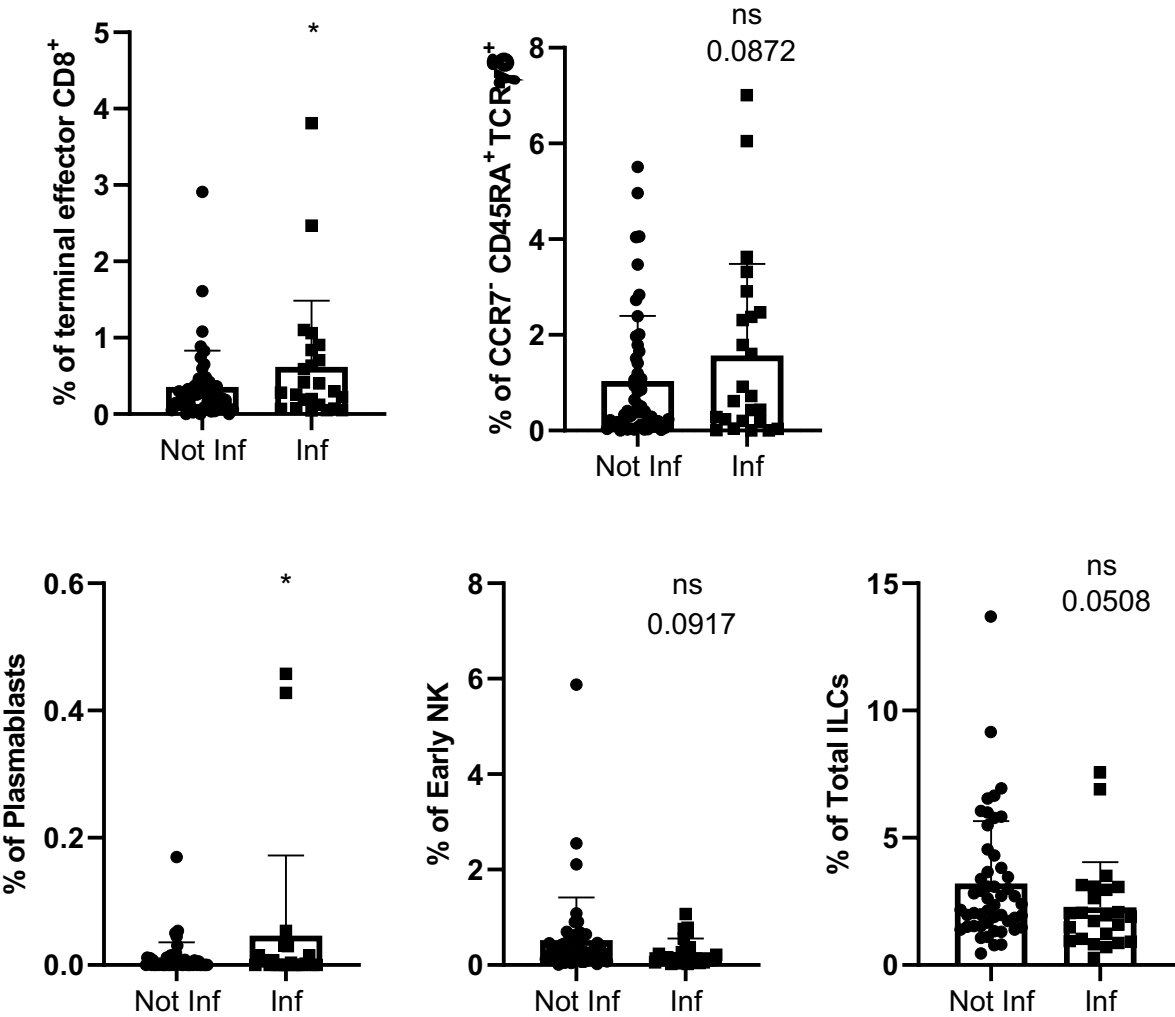 % of terminal effector CD8+
5
4
3
2
1
0
*
Not Inf
Inf
% of CCR7- CD45RA+ TCRγδ+
8
6
4
2
0
ns
0.0872
Not Inf
Inf
% of Plasmablasts
0.6
0.4
0.2
0.0
*
Not Inf
Inf
% of Early NK
8
6
4
2
0
ns
0.0917
Not Inf
Inf
% of Total ILCs
15
10
5
0
ns
0.0508
Not Inf
Inf